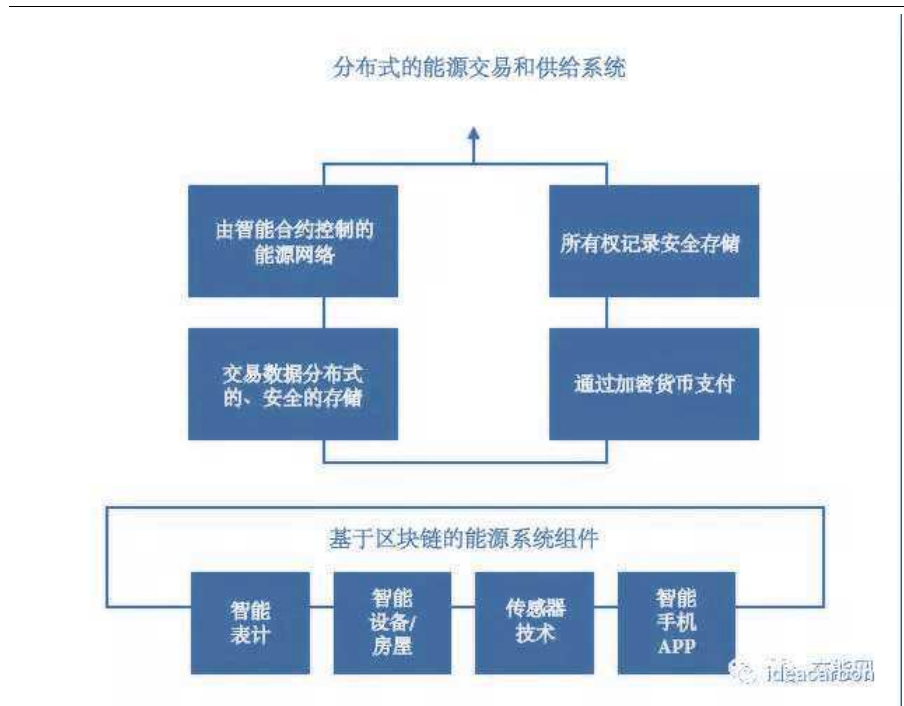 分布式的能源交易和供给系统
由智能合约控制的
能源网络
所有权记录安全存储
交易数据分布式
的、安全的存储
通过加密货币支付
基于区块链的能源系统组件
智能
表计
智能
设备/
房屋
传感器
技术
智能
手机
APP
ideacarbon